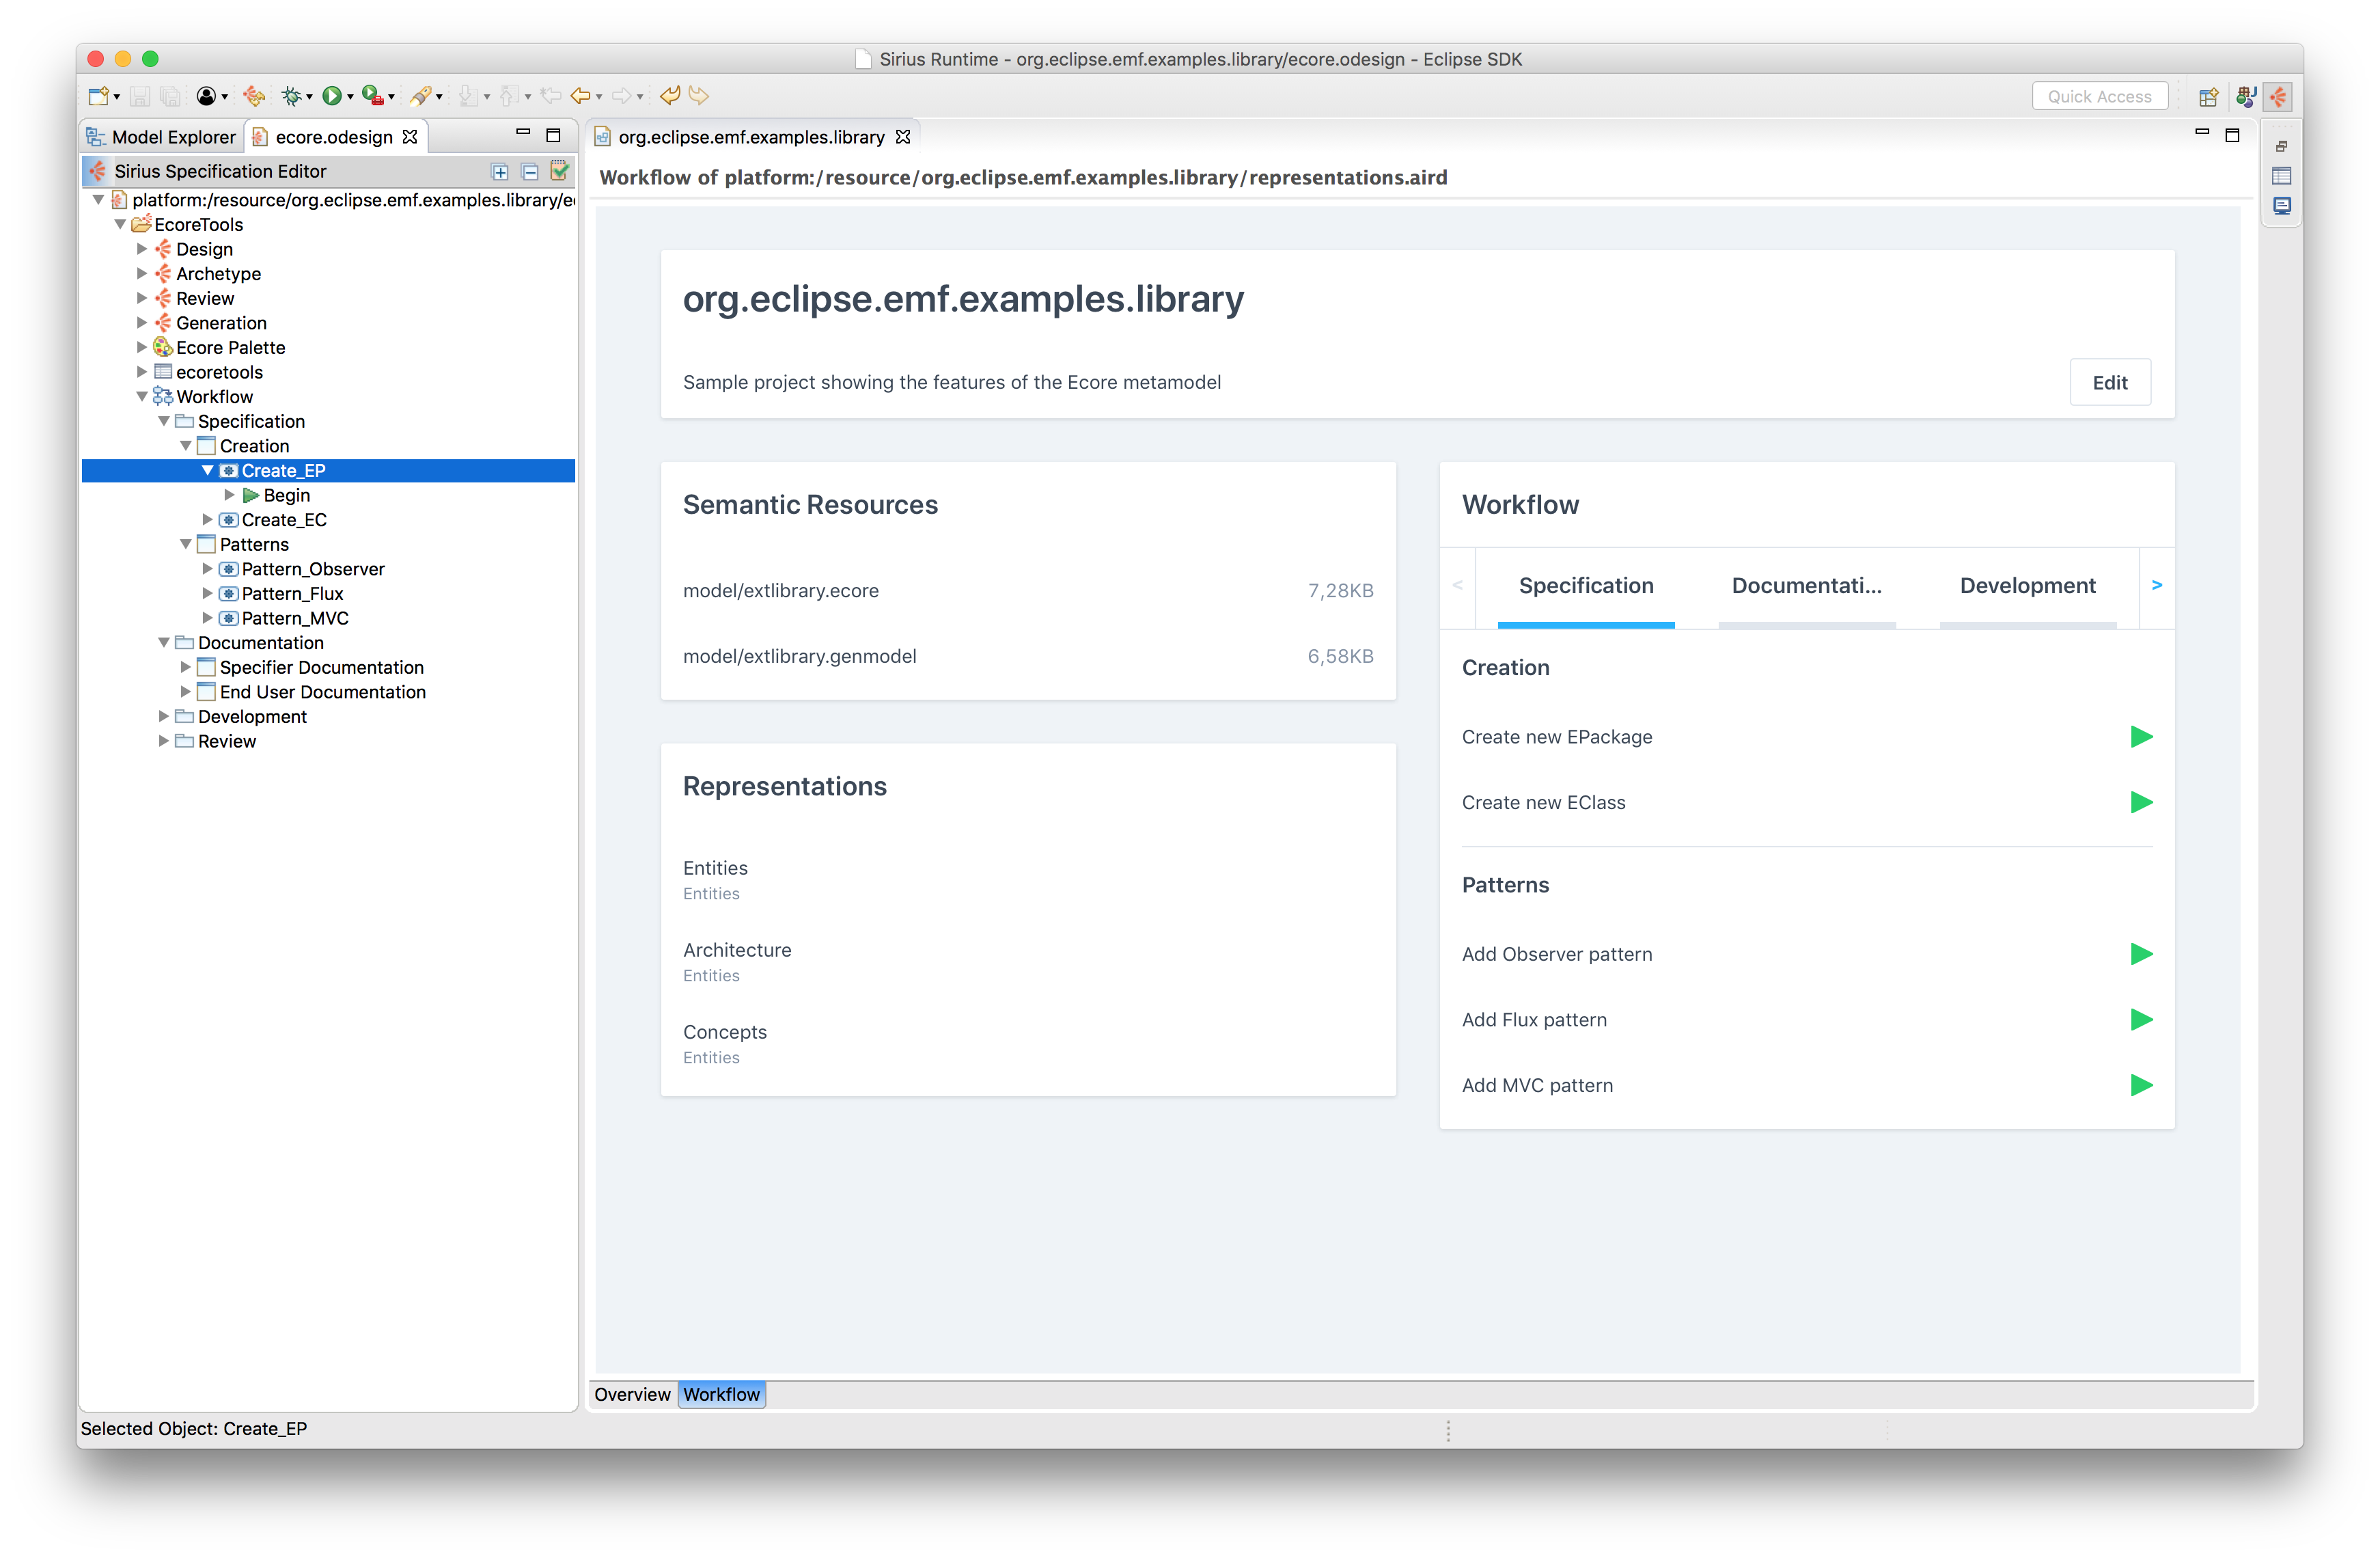 Sirius Runtime - org.eclipse.emf.examples.library/ecore.odesign - Eclipse SDK
Quick Access
Model Explorer
ecore.odesign
Sirius Specification Editor
platform:/resource/org.eclipse.emf.examples.library/e
EcoreTools
Design
Archetype
Review
Generation
Ecore Palette
ecoretools
Workflow
Specification
Creation
Create_EP
Begin
Create_EC
Patterns
Pattern_Observer
Pattern_Flux
Pattern_MVC
Documentation
Specifier Documentation
End User Documentation
Development
Review
org.eclipse.emf.examples.library
Workflow of platform:/resource/org.eclipse.emf.examples.library/representations.aird
org.eclipse.emf.examples.library
Sample project showing the features of the Ecore metamodel
Edit
Semantic Resources
model/extlibrary.ecore 7,28KB
model/extlibrary.genmodel 6,58KB
Representations
Entities
Entities
Architecture
Entities
Concepts
Entities
Workflow
< Specification Documentati... Development >
Creation
Create new EPackage
Create new EClass
Patterns
Add Observer pattern
Add Flux pattern
Add MVC pattern
Overview Workflow
Selected Object: Create_EP